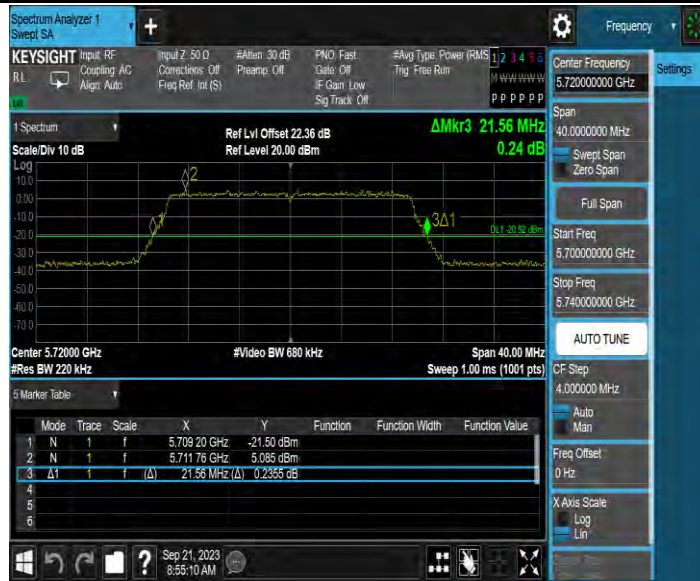 Spectrum Analyzer 1
Swept SA
+
Frequency
KEYSIGHT
RL
Input: RF
Coupling: AC
Align: Auto
Input Z: 50 Ω
Corrections: Off
Freq Ref: Int (S)
#Atten: 30 dB
Preamp: Off
PNO: Fast
Gate: Off
IF Gain: Low
Sig Track: Off
#Avg Type: Power (RMS
Trig: Free Run
1 2 3 4 5 6
M W W W W W
P P P P P P
1 Spectrum
Scale/Div 10 dB
Ref Lvl Offset 22.36 dB
Ref Level 20.00 dBm
ΔMkr3 21.56 MHz
0.24 dB
Log
10.0
0.00
-10.0
-20.0
-30.0
-40.0
-50.0
-60.0
-70.0
2
3Δ1
DL1 -20.92 dBm
Center 5.72000 GHz
#Res BW 220 kHz
#Video BW 680 kHz
Span 40.00 MHz
Sweep 1.00 ms (1001 pts)
5 Marker Table
Mode Trace Scale X Y Function Function Width Function Value
1 N 1 f 5.709 20 GHz -21.50 dBm
2 N 1 f 5.711 76 GHz 5.085 dBm
3 Δ1 1 f (Δ) 21.56 MHz (Δ) 0.2355 dB
4
5
6
Sep 21, 2023
8:55:10 AM
Center Frequency
5.720000000 GHz
Settings
Span
40.0000000 MHz
Swept Span
Zero Span
Full Span
Start Freq
5.700000000 GHz
Stop Freq
5.740000000 GHz
AUTO TUNE
CF Step
4.000000 MHz
Auto
Man
Freq Offset
0 Hz
X Axis Scale
Log
Lin